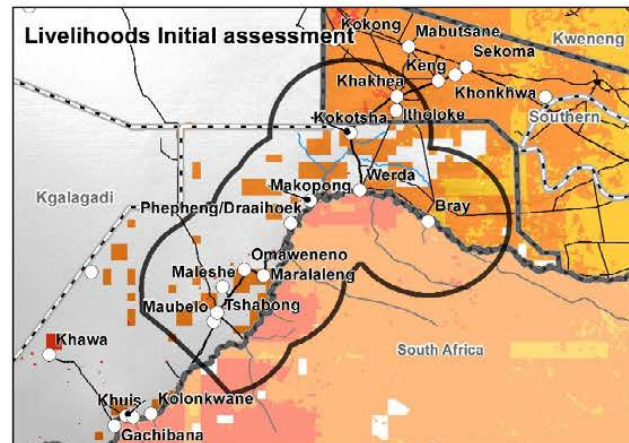 Livelihoods Initial assessment
Kokong
Mabutsane
Kweneng
Sekoma
Keng
Khakhea
Khonkhwa
Itholoke
Southern
Kokotsha
Kgalagadi
Makopong
Werda
Phepheng/Draaihoek
Bray
Omaweneno
Maleshe
Maralaleng
Maubelo
Tshabong
Khawa
South Africa
Khuis
Kolonkwane
Gachibana